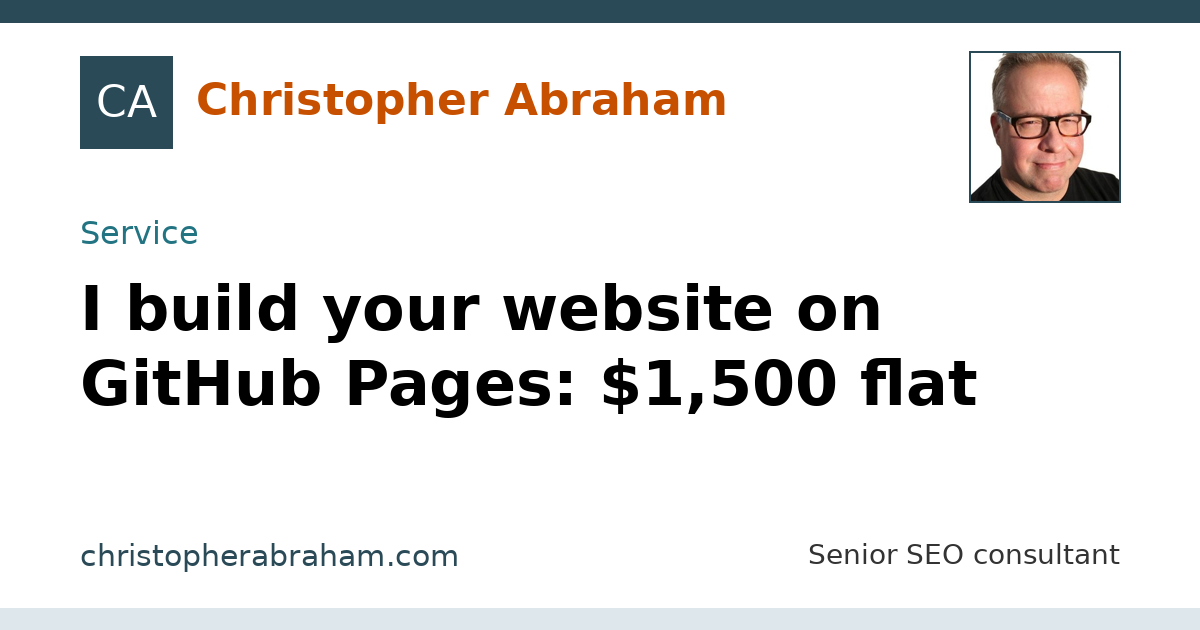 CA
Christopher Abraham
Service
I build your website on
GitHub Pages: $1,500 flat
christopherabraham.com
Senior SEO consultant